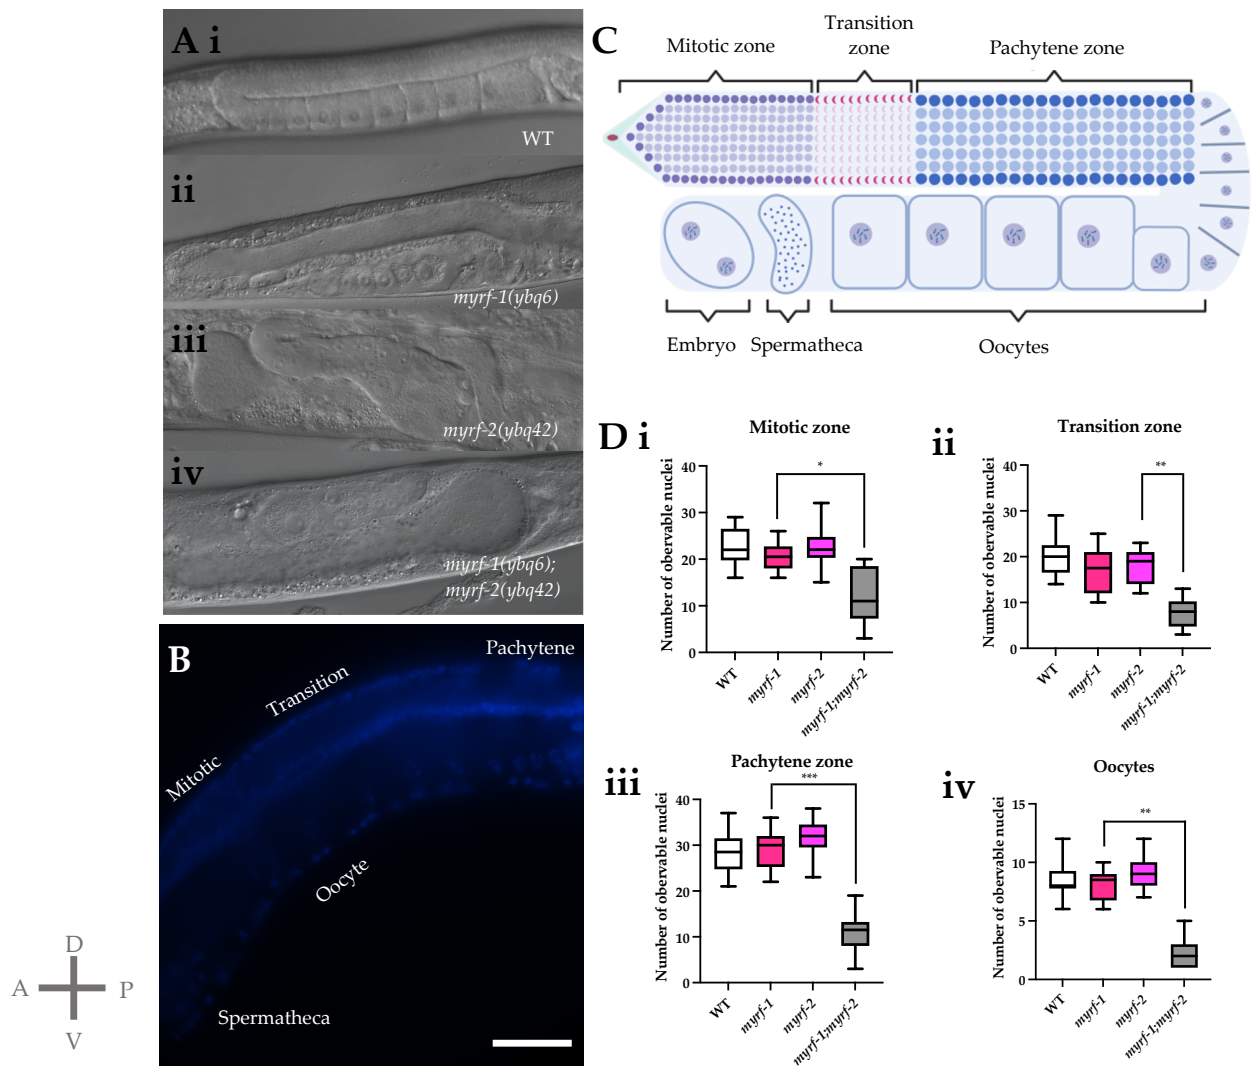 A i
WT
ii
myrf-1(ybq6)
iii
myrf-2(ybq42)
iv
myrf-1(ybq6);
myrf-2(ybq42)
B
Pachytene
Transition
Mitotic
Oocyte
Spermatheca
D
A
P
V
C
Mitotic zone
Transition
zone
Pachytene zone
Embryo
Spermatheca
Oocytes
D i
Mitotic zone
Number of obervable nuclei
40
30
20
10
0
*
WT
myrf-1
myrf-2
myrf-1;myrf-2
ii
Transition zone
Number of obervable nuclei
40
30
20
10
0
**
WT
myrf-1
myrf-2
myrf-1;myrf-2
iii
Pachytene zone
Number of obervable nuclei
40
30
20
10
0
***
WT
myrf-1
myrf-2
myrf-1;myrf-2
iv
Oocytes
Number of obervable nuclei
15
10
5
0
**
WT
myrf-1
myrf-2
myrf-1;myrf-2